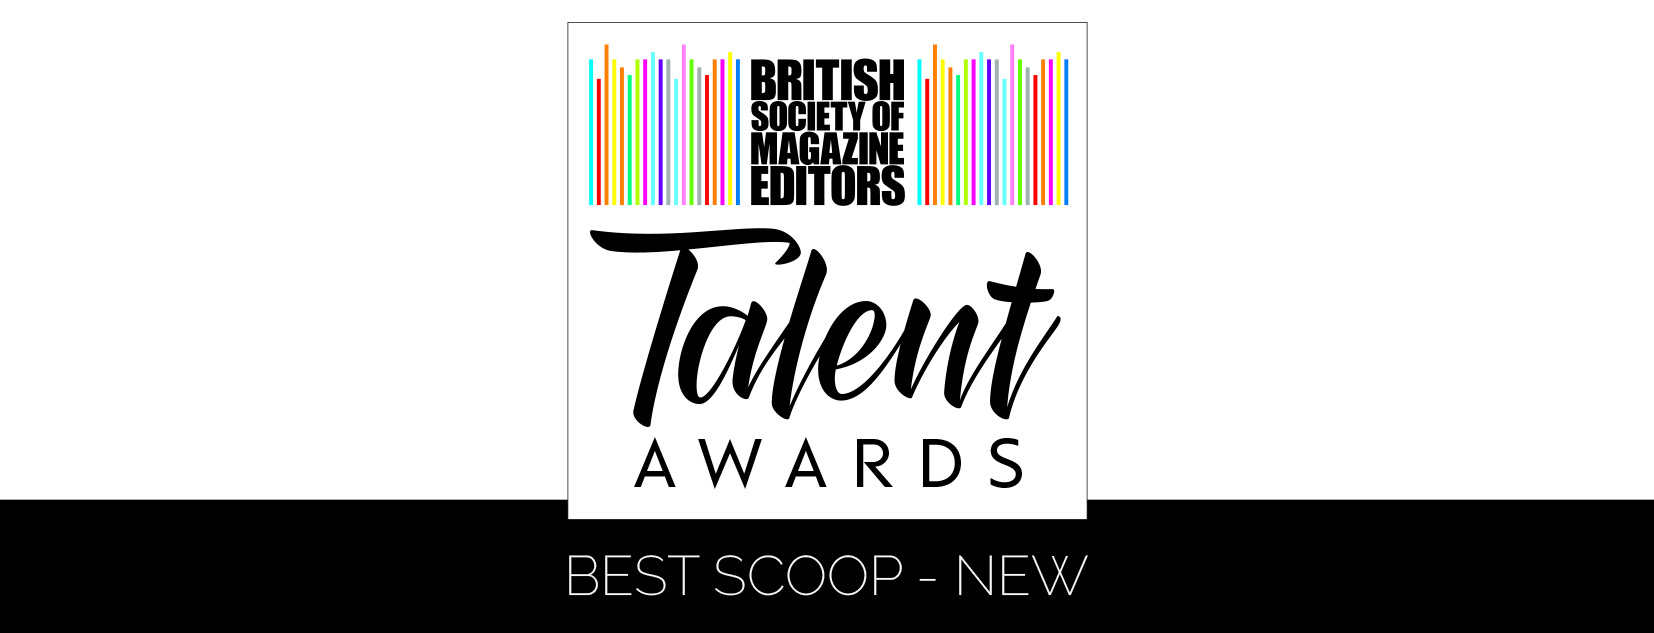 BRITISH
SOCIETY OF
MAGAZINE
EDITORS
Talent
AWARDS
BEST SCOOP - NEW